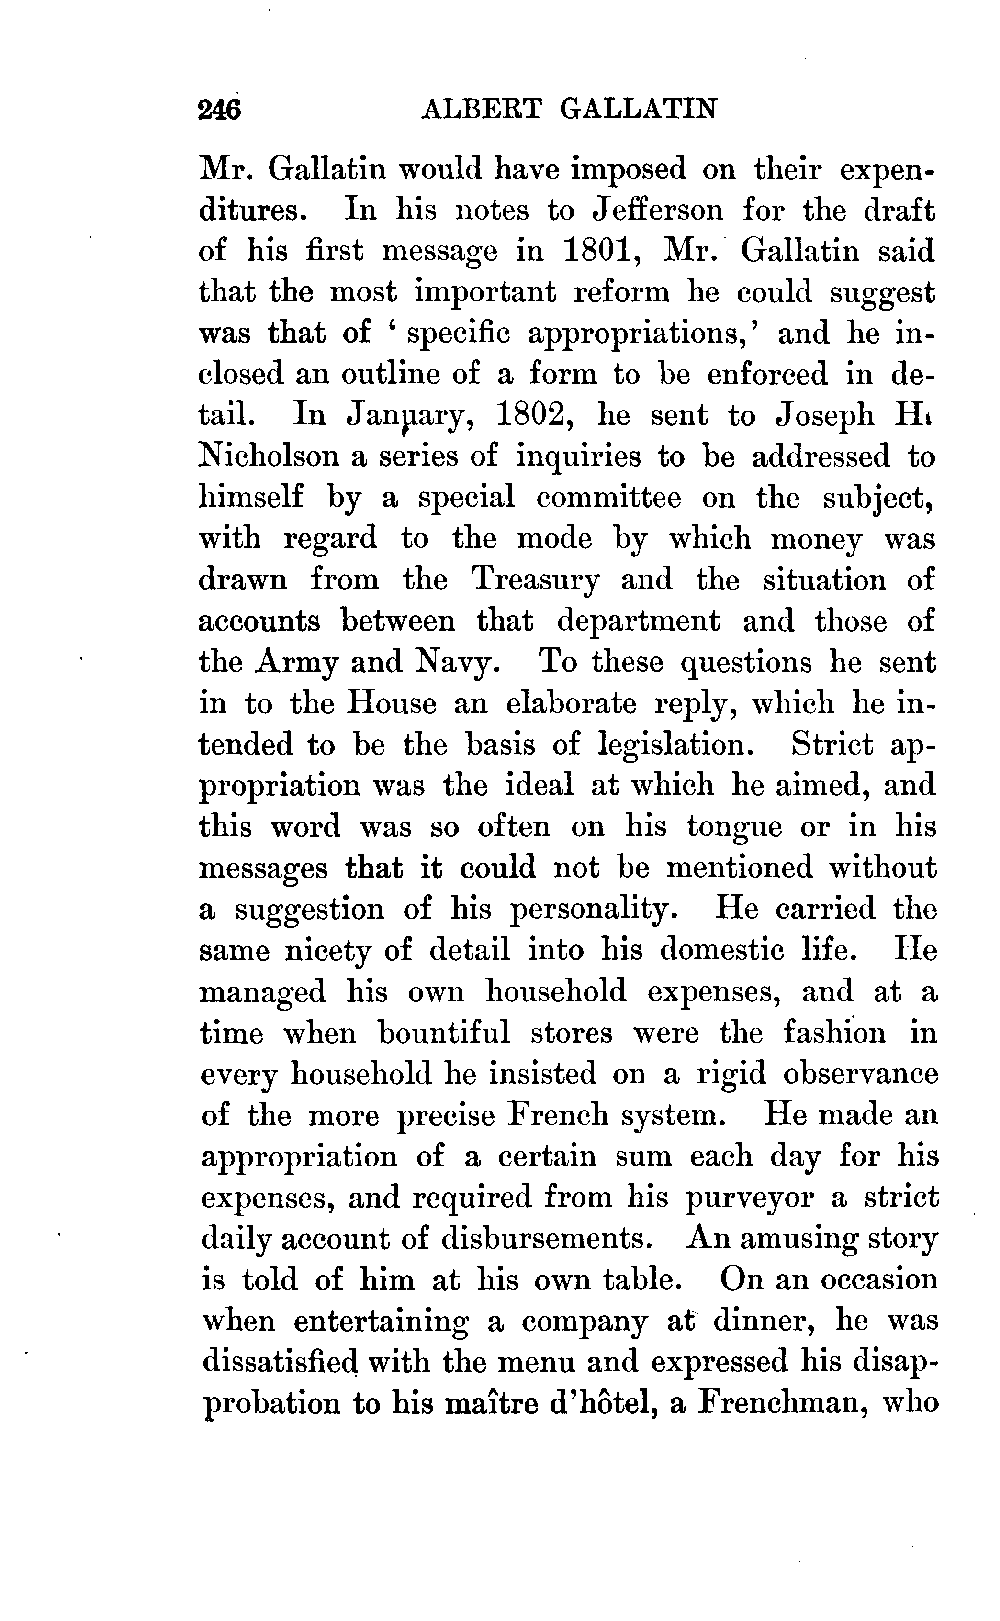 246 ALBERT GALLATIN
Mr. Gallatin would have imposed on their expen-
ditures. In his notes to Jefferson for the draft
of his first message in 1801, Mr. Gallatin said
that the most important reform he could suggest
was that of ‘ specific appropriations,’ and he in-
closed an outline of a form to be enforced in de-
tail. In January, 1802, he sent to Joseph H.
Nicholson a series of inquiries to be addressed to
himself by a special committee on the subject,
with regard to the mode by which money was
drawn from the Treasury and the situation of
accounts between that department and those of
the Army and Navy. To these questions he sent
in to the House an elaborate reply, which he in-
tended to be the basis of legislation. Strict ap-
propriation was the ideal at which he aimed, and
this word was so often on his tongue or in his
messages that it could not be mentioned without
a suggestion of his personality. He carried the
same nicety of detail into his domestic life. He
managed his own household expenses, and at a
time when bountiful stores were the fashion in
every household he insisted on a rigid observance
of the more precise French system. He made an
appropriation of a certain sum each day for his
expenses, and required from his purveyor a strict
daily account of disbursements. An amusing story
is told of him at his own table. On an occasion
when entertaining a company at dinner, he was
dissatisfied with the menu and expressed his disap-
probation to his maître d’hôtel, a Frenchman, who